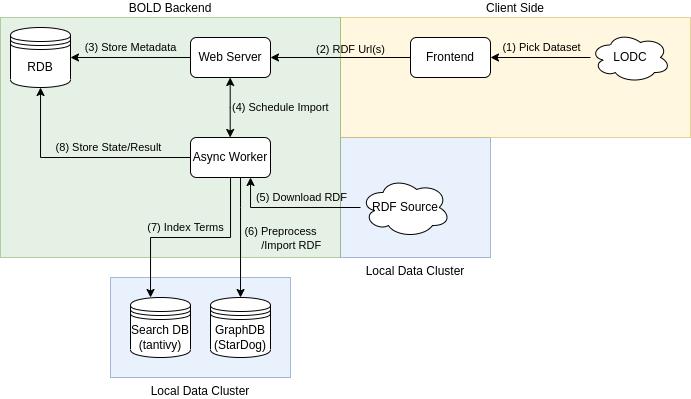 BOLD Backend
Client Side
RDB
(3) Store Metadata
Web Server
(2) RDF Url(s)
Frontend
(1) Pick Dataset
LODC
(4) Schedule Import
(8) Store State/Result
Async Worker
(5) Download RDF
RDF Source
(7) Index Terms
(6) Preprocess
/Import RDF
Local Data Cluster
Search DB
(tantivy)
GraphDB
(StarDog)
Local Data Cluster